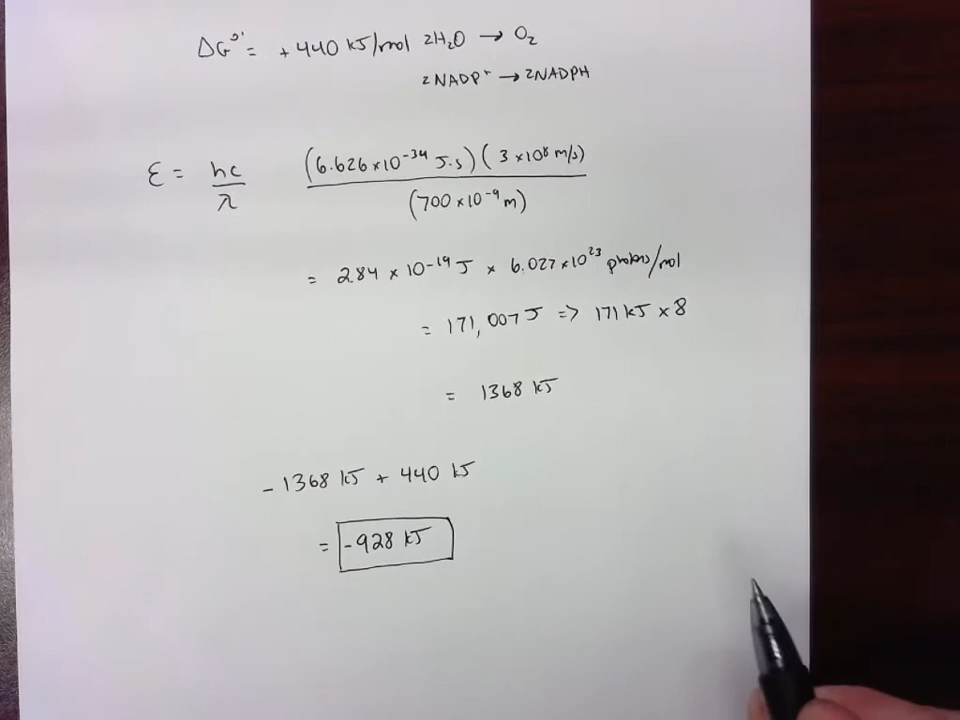 ΔG°' = + 440 kJ/mol 2H₂O → O₂
2NADP⁺ → 2NADPH
E = hc/λ (6.626 × 10⁻³⁴ J·s)(3 × 10⁸ m/s)
(700 × 10⁻⁹ m)
= 2.84 × 10⁻¹⁹ J × 6.022 × 10²³ photons/mol
= 171,007 J => 171 kJ × 8
= 1368 kJ
- 1368 kJ + 440 kJ
= -928 kJ